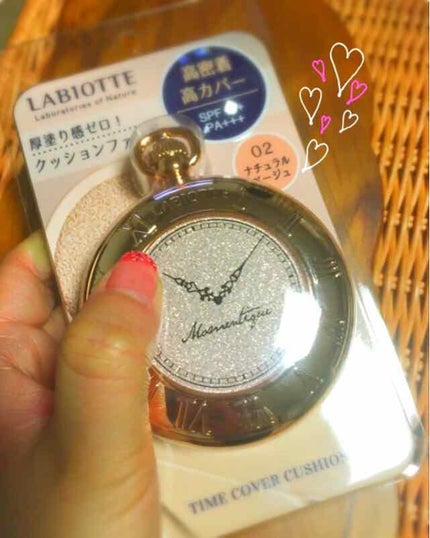 LABIOTTE
Laboratories of Nature
高密着
高カバー
SPF
PA+++
厚塗り感ゼロ！
クッションファ
02
ナチュラル
ベージュ
TIME COVER CUSHION